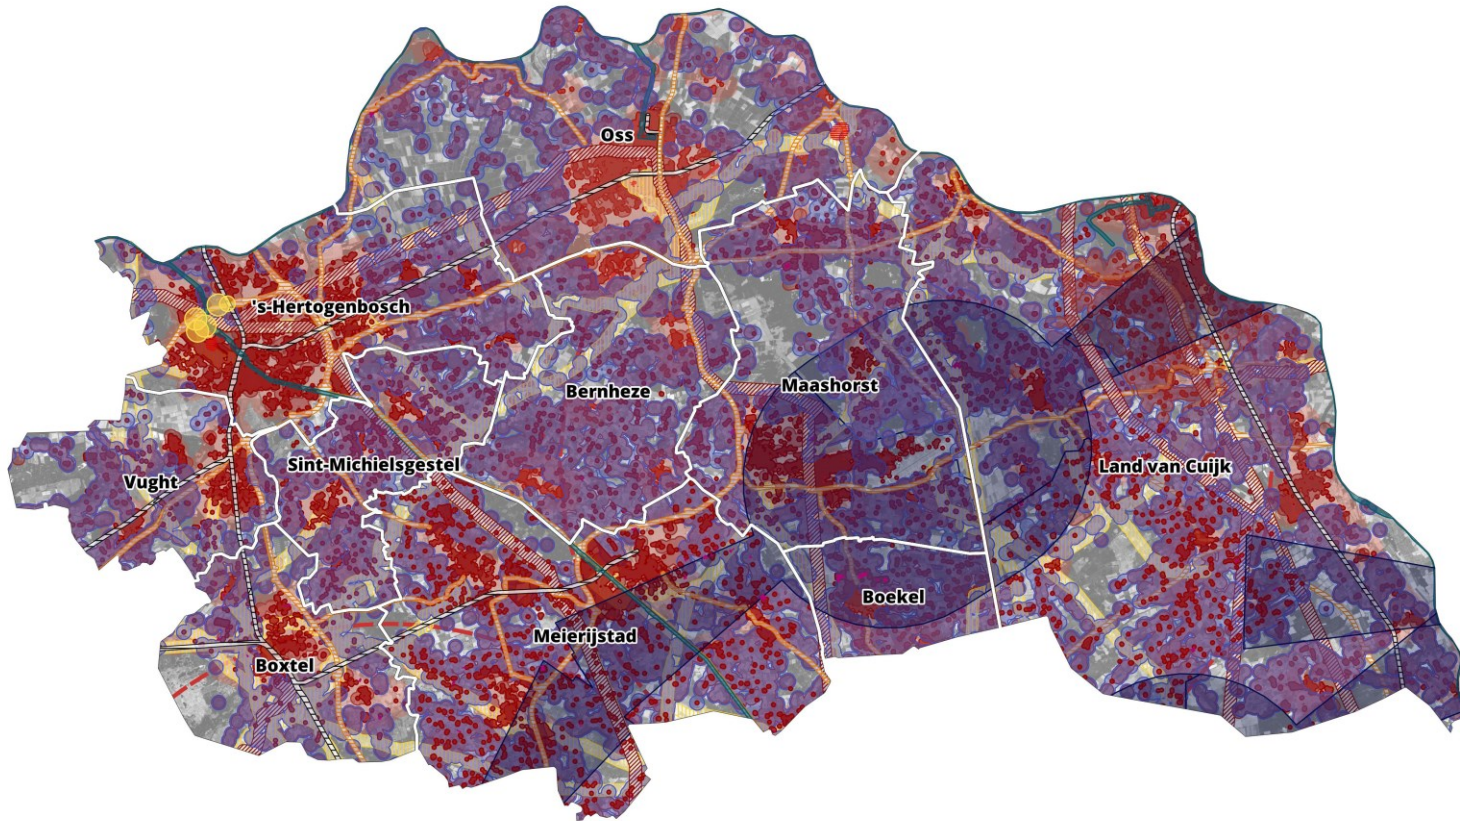 Oss
's-Hertogenbosch
Bernheze
Maashorst
Sint-Michielsgestel
Land van Cuijk
Vught
Boekel
Meierijstad
Boxtel